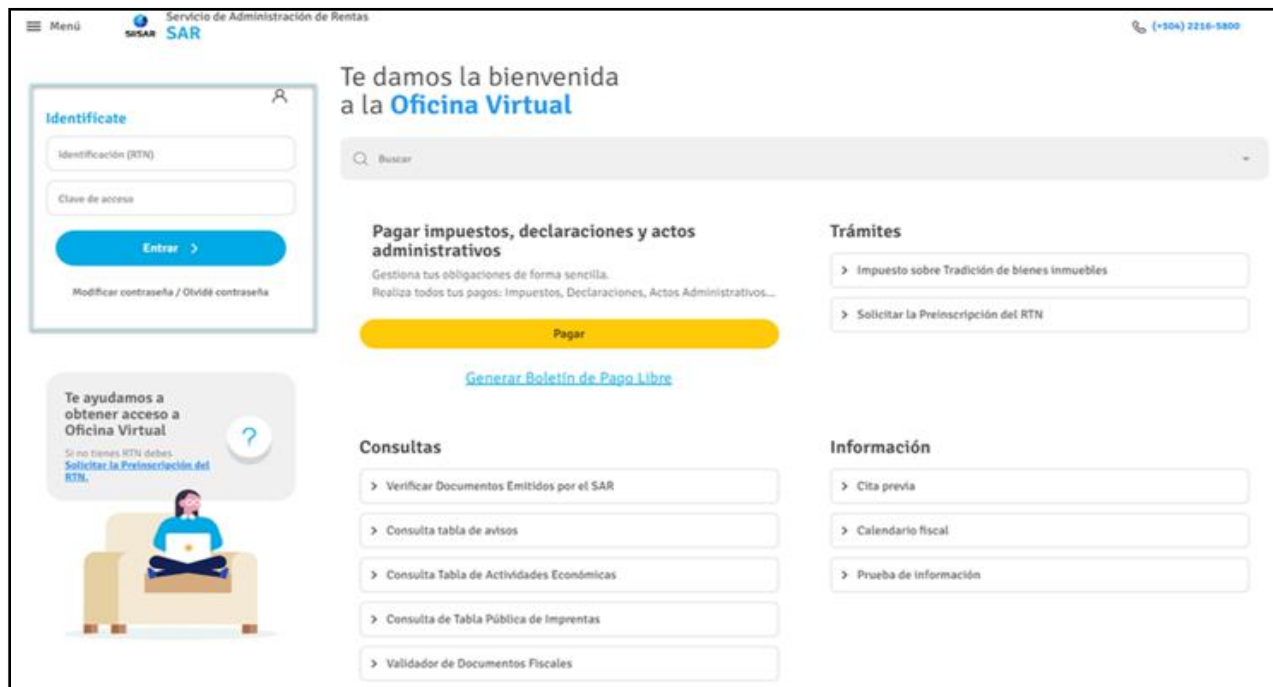 Menú
SIISAR
Servicio de Administración de Rentas
SAR
(+504) 2216-5800
Identifícate
Identificación (RTN)
Clave de acceso
Entrar
Modificar contraseña / Olvidé contraseña
Te ayudamos a
obtener acceso a
Oficina Virtual
?
Si no tienes RTN debes
Solicitar la Preinscripción del
RTN.
Te damos la bienvenida
a la Oficina Virtual
Buscar
Pagar impuestos, declaraciones y actos
administrativos
Gestiona tus obligaciones de forma sencilla.
Realiza todos tus pagos: Impuestos, Declaraciones, Actos Administrativos...
Pagar
Generar Boletín de Pago Libre
Trámites
Impuesto sobre Tradición de bienes inmuebles
Solicitar la Preinscripción del RTN
Consultas
Verificar Documentos Emitidos por el SAR
Consulta tabla de avisos
Consulta Tabla de Actividades Económicas
Consulta de Tabla Pública de Imprentas
Validador de Documentos Fiscales
Información
Cita previa
Calendario fiscal
Prueba de información